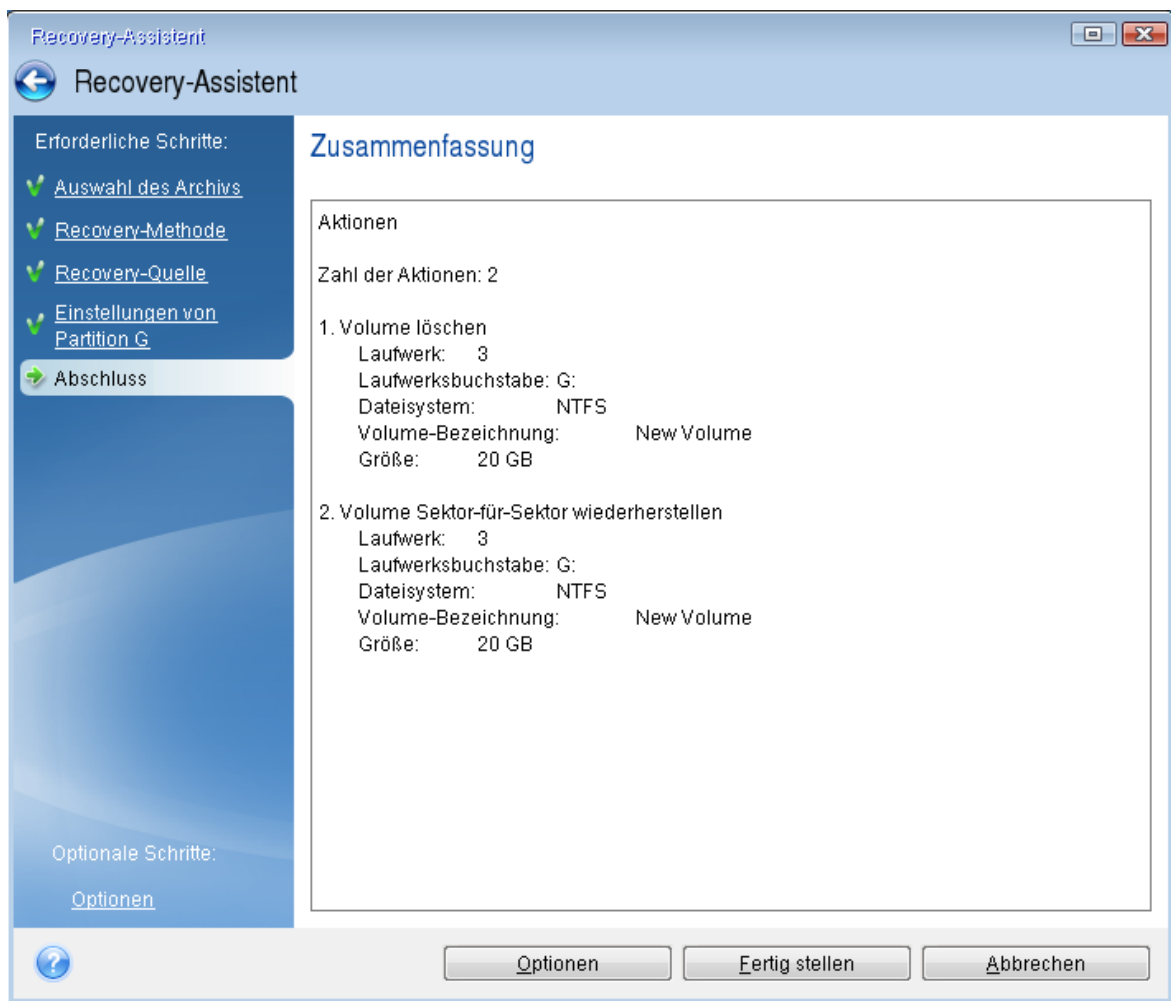 Recovery-Assistent
Recovery-Assistent
Erforderliche Schritte:
Auswahl des Archivs
Recovery-Methode
Recovery-Quelle
Einstellungen von
Partition G
Abschluss
Zusammenfassung
Aktionen
Zahl der Aktionen: 2
1. Volume löschen
Laufwerk: 3
Laufwerksbuchstabe: G:
Dateisystem: NTFS
Volume-Bezeichnung: New Volume
Größe: 20 GB
2. Volume Sektor-für-Sektor wiederherstellen
Laufwerk: 3
Laufwerksbuchstabe: G:
Dateisystem: NTFS
Volume-Bezeichnung: New Volume
Größe: 20 GB
Optionale Schritte:
Optionen
?
Optionen
Fertig stellen
Abbrechen